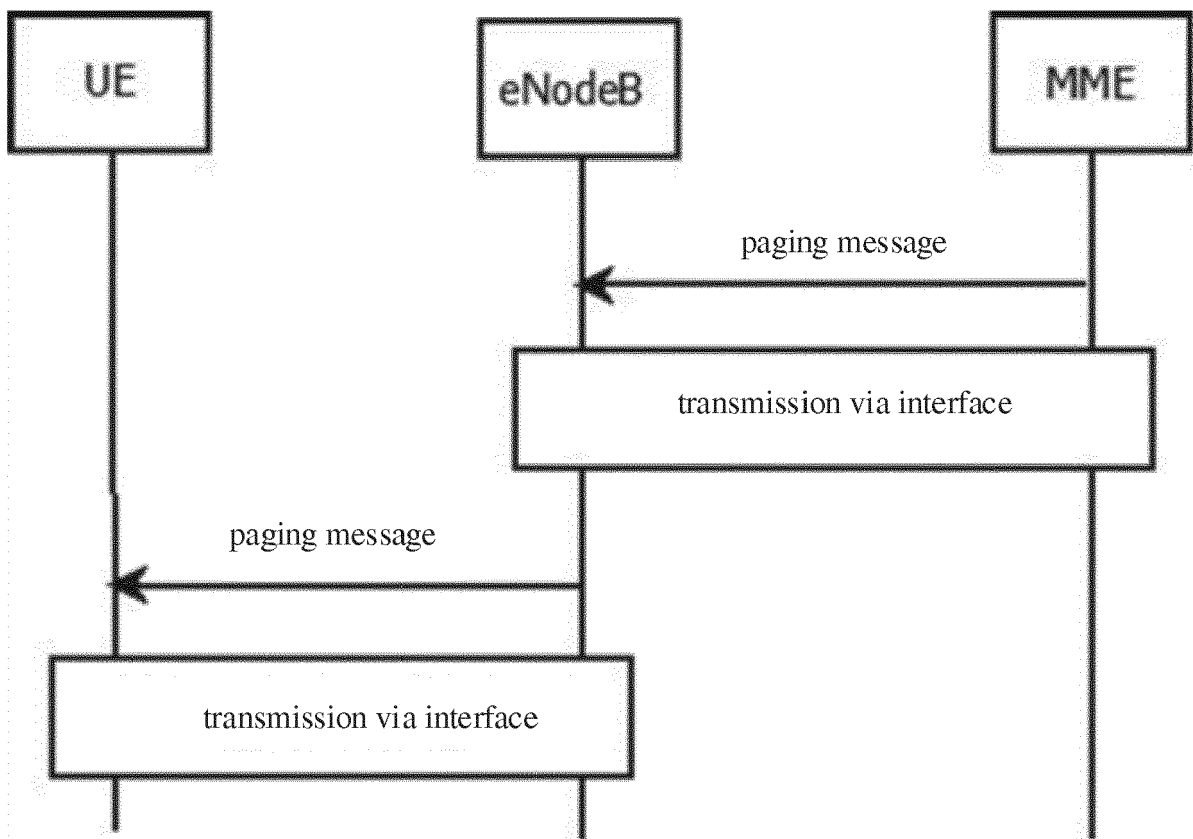 UE
eNodeB
MME
paging message
transmission via interface
paging message
transmission via interface